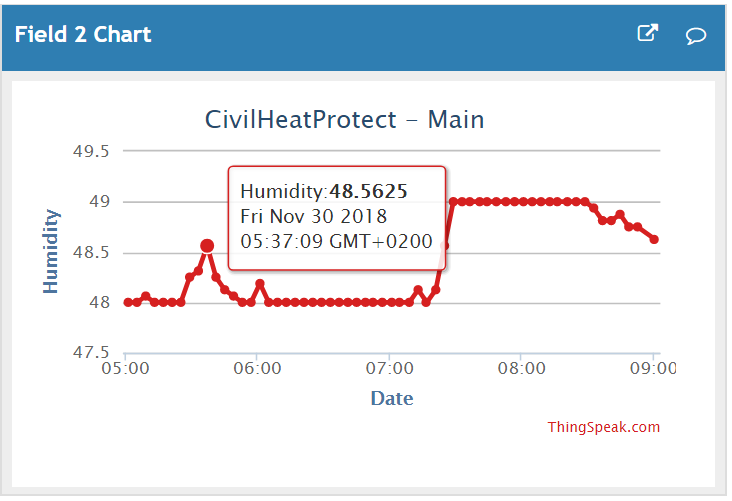 Field 2 Chart
CivilHeatProtect - Main
49.5
49
48.5
48
47.5
Humidity
Humidity:48.5625
Fri Nov 30 2018
05:37:09 GMT+0200
05:00 06:00 07:00 08:00 09:00
Date
ThingSpeak.com